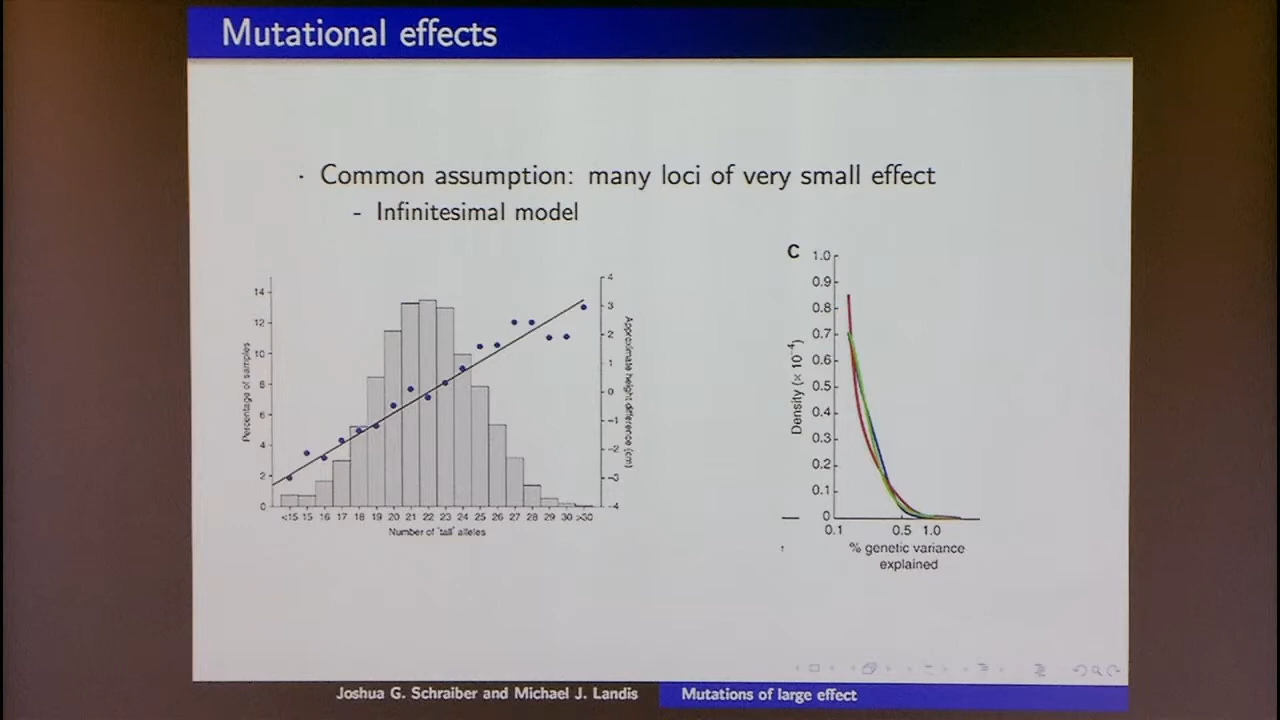 Mutational effects
· Common assumption: many loci of very small effect
- Infinitesimal model
14
12
10
8
6
4
2
0
Percentage of samples
<15 15 16 17 18 19 20 21 22 23 24 25 26 27 28 29 30 >30
Number of 'tall' alleles
4
3
2
1
0
-1
-2
-3
-4
Approximate height difference (cm)
C
1.0
0.9
0.8
0.7
0.6
0.5
0.4
0.3
0.2
0.1
0
Density (× 10⁻⁴)
0.1 0.5 1.0
% genetic variance
explained
Joshua G. Schraiber and Michael J. Landis
Mutations of large effect